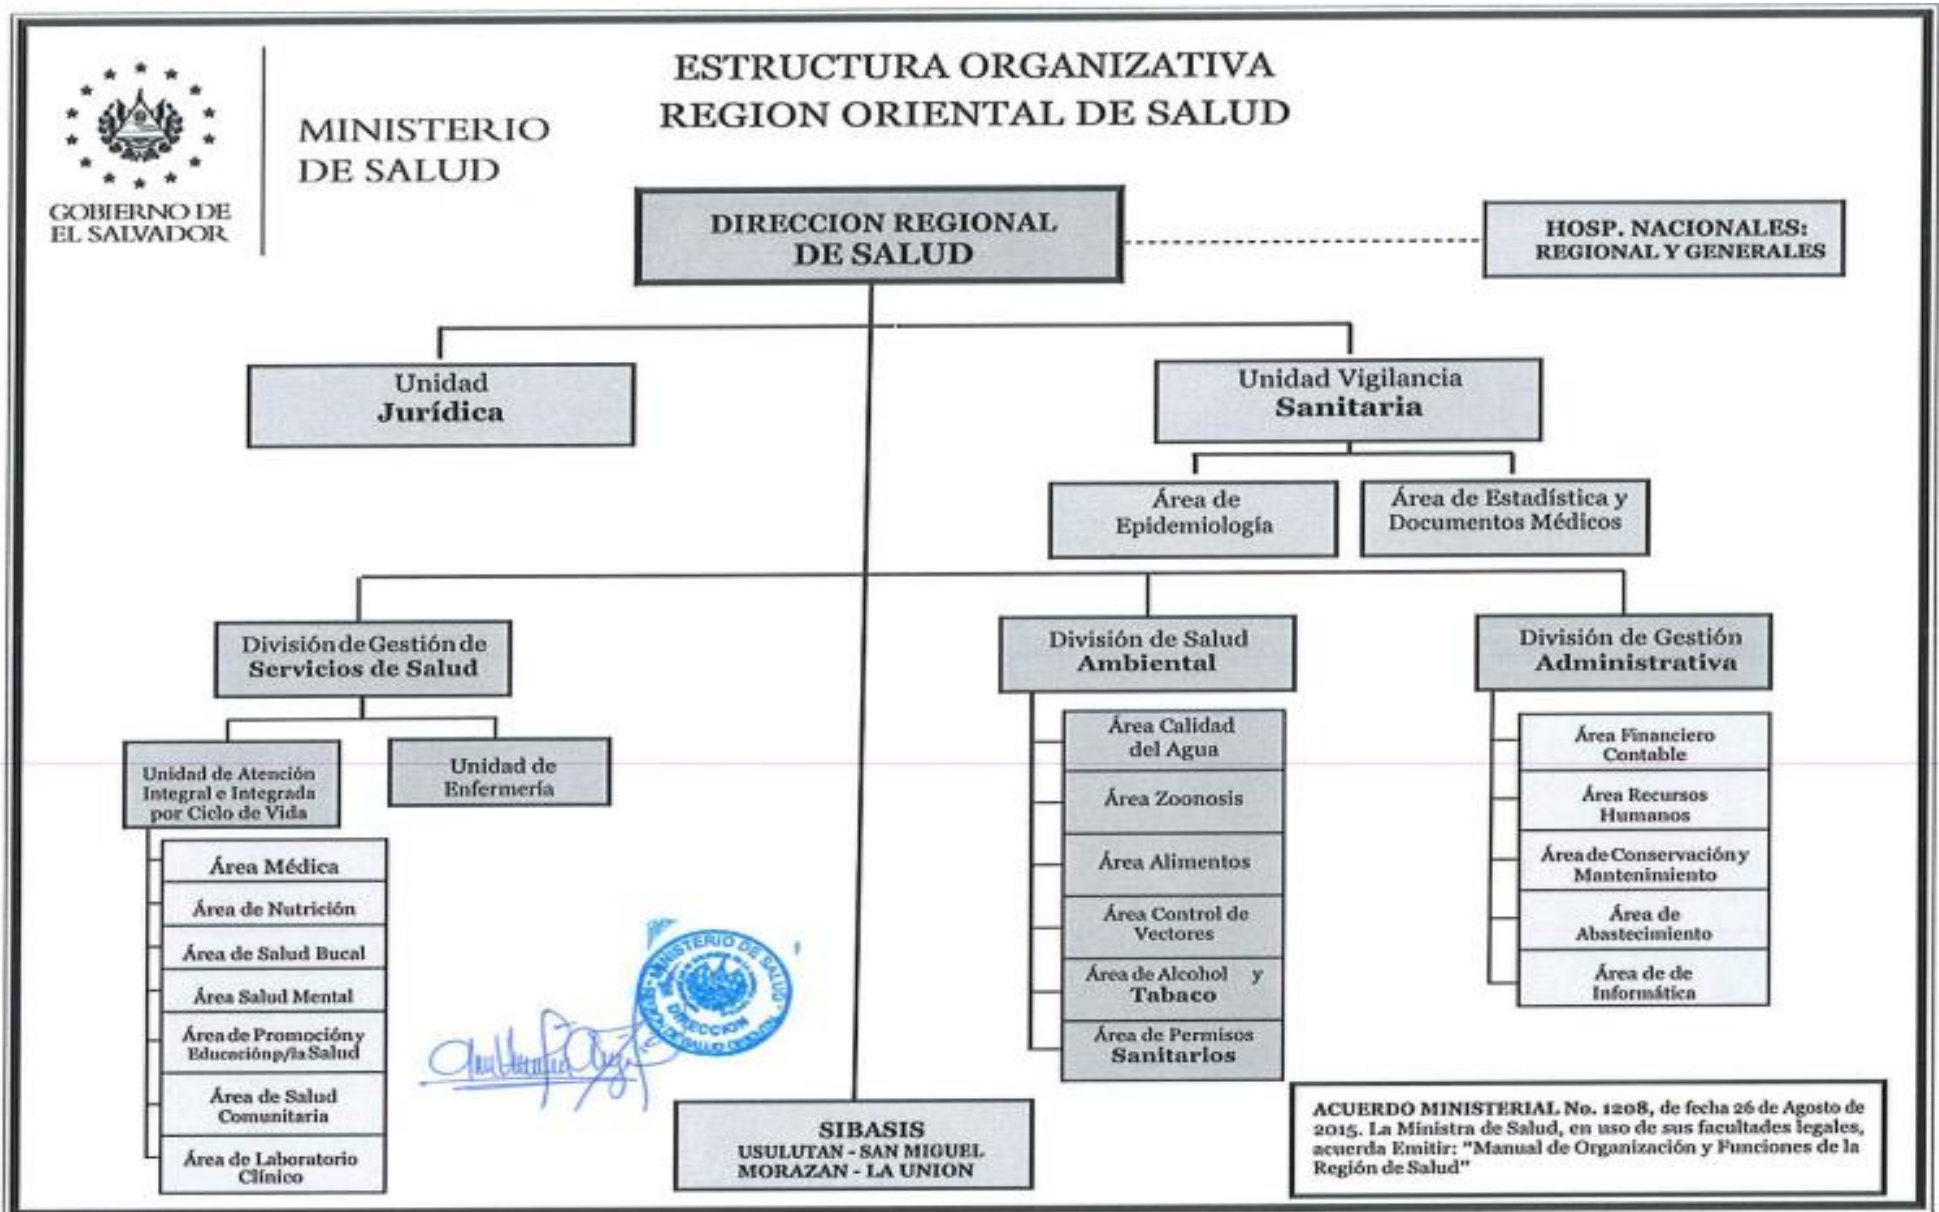 ESTRUCTURA ORGANIZATIVA
REGION ORIENTAL DE SALUD
GOBIERNO DE
EL SALVADOR
MINISTERIO
DE SALUD
DIRECCION REGIONAL
DE SALUD
HOSP. NACIONALES:
REGIONAL Y GENERALES
Unidad
Jurídica
Unidad Vigilancia
Sanitaria
Área de
Epidemiología
Área de Estadística y
Documentos Médicos
División de Gestión de
Servicios de Salud
División de Salud
Ambiental
División de Gestión
Administrativa
Unidad de Atención
Integral e Integrada
por Ciclo de Vida
Unidad de
Enfermería
Área Médica
Área de Nutrición
Área de Salud Bucal
Área Salud Mental
Área de Promoción y
Educación p/la Salud
Área de Salud
Comunitaria
Área de Laboratorio
Clínico
Área Calidad
del Agua
Área Zoonosis
Área Alimentos
Área Control de
Vectores
Área de Alcohol y
Tabaco
Área de Permisos
Sanitarios
Área Financiero
Contable
Área Recursos
Humanos
Área de Conservación y
Mantenimiento
Área de
Abastecimiento
Área de de
Informática
MINISTERIO DE SALUD
DIRECCION
REGION DE SALUD ORIENTAL
SIBASIS
USULUTAN - SAN MIGUEL
MORAZAN - LA UNION
ACUERDO MINISTERIAL No. 1208, de fecha 26 de Agosto de
2015. La Ministra de Salud, en uso de sus facultades legales,
acuerda Emitir: "Manual de Organización y Funciones de la
Región de Salud"